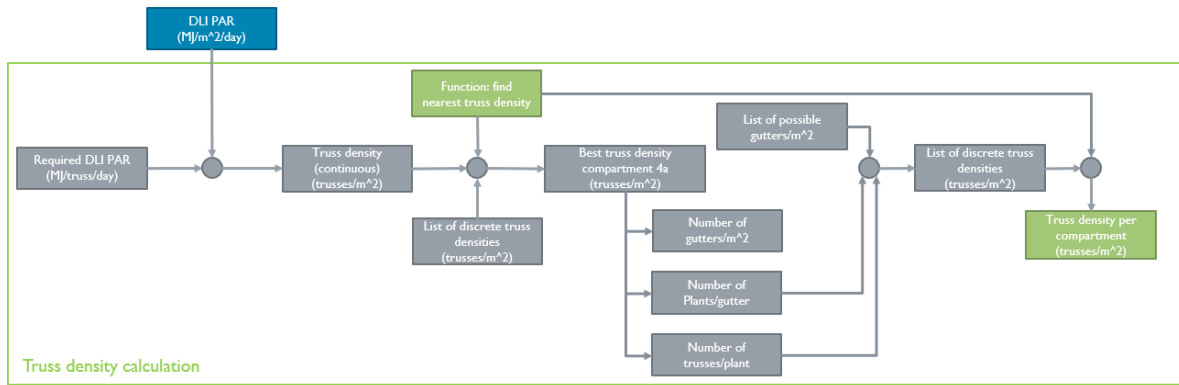 DLI PAR
(MJ/m^2/day)
Function: find
nearest truss density
List of possible
gutters/m^2
Required DLI PAR
(MJ/truss/day)
Truss density
(continuous)
(trusses/m^2)
Best truss density
compartment 4a
(trusses/m^2)
List of discrete truss
densities
(trusses/m^2)
List of discrete truss
densities
(trusses/m^2)
Number of
gutters/m^2
Truss density per
compartment
(trusses/m^2)
Number of
Plants/gutter
Number of
trusses/plant
Truss density calculation